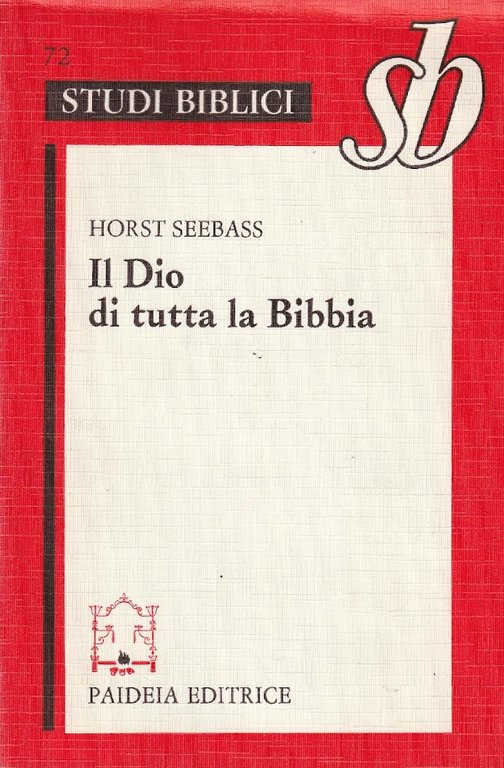 72
STUDI BIBLICI
sb
HORST SEEBASS
Il Dio
di tutta la Bibbia
PAIDEIA EDITRICE